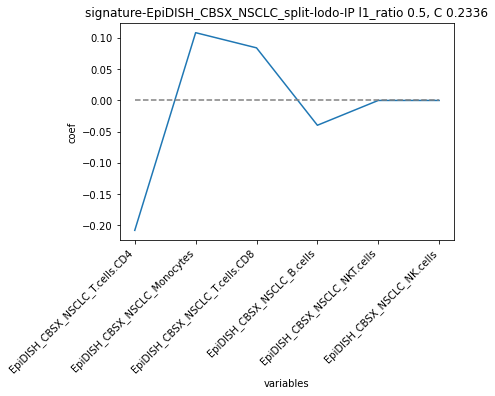 signature-EpiDISH_CBSX_NSCLC_split-lodo-IP l1_ratio 0.5, C 0.2336
0.10
0.05
0.00
−0.05
−0.10
−0.15
−0.20
coef
EpiDISH_CBSX_NSCLC_T.cells.CD4
EpiDISH_CBSX_NSCLC_Monocytes
EpiDISH_CBSX_NSCLC_T.cells.CD8
EpiDISH_CBSX_NSCLC_B.cells
EpiDISH_CBSX_NSCLC_NKT.cells
EpiDISH_CBSX_NSCLC_NK.cells
variables